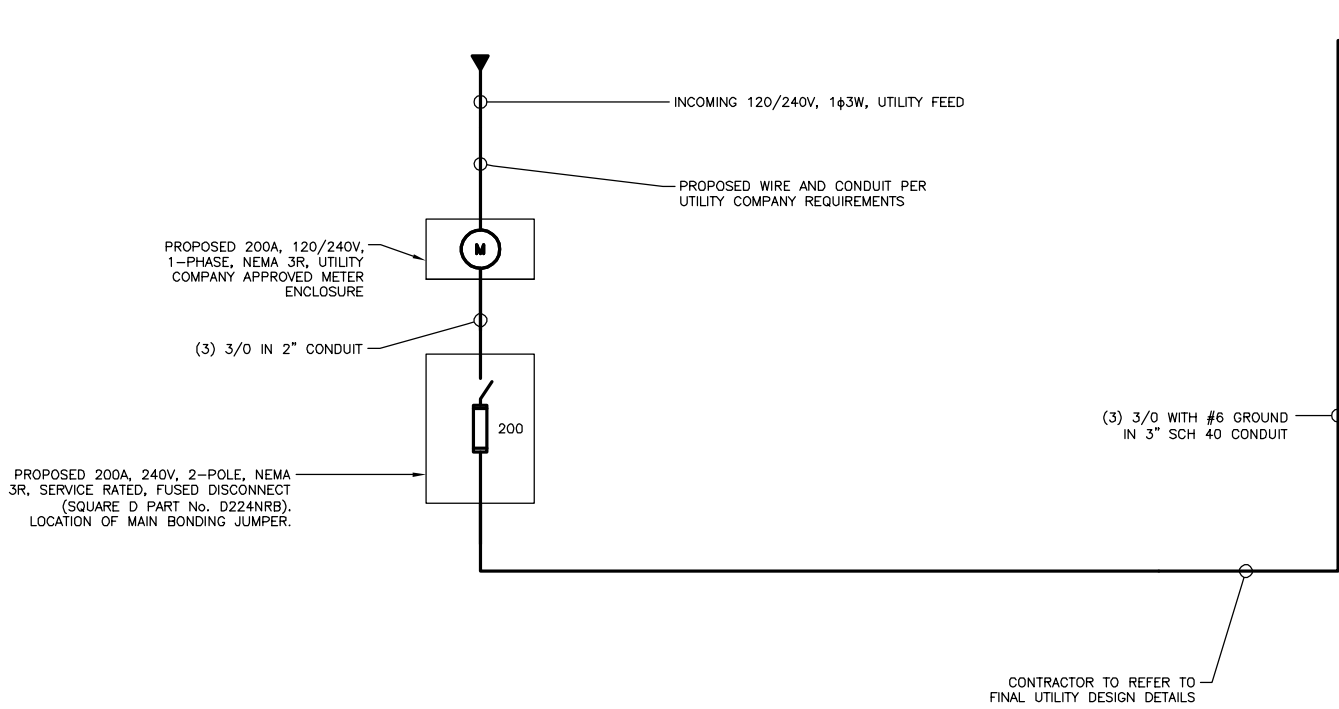 INCOMING 120/240V, 1ϕ3W, UTILITY FEED
PROPOSED WIRE AND CONDUIT PER
UTILITY COMPANY REQUIREMENTS
PROPOSED 200A, 120/240V,
1-PHASE, NEMA 3R, UTILITY
COMPANY APPROVED METER
ENCLOSURE
M
(3) 3/0 IN 2" CONDUIT
200
(3) 3/0 WITH #6 GROUND
IN 3" SCH 40 CONDUIT
PROPOSED 200A, 240V, 2-POLE, NEMA
3R, SERVICE RATED, FUSED DISCONNECT
(SQUARE D PART No. D224NRB).
LOCATION OF MAIN BONDING JUMPER.
CONTRACTOR TO REFER TO
FINAL UTILITY DESIGN DETAILS